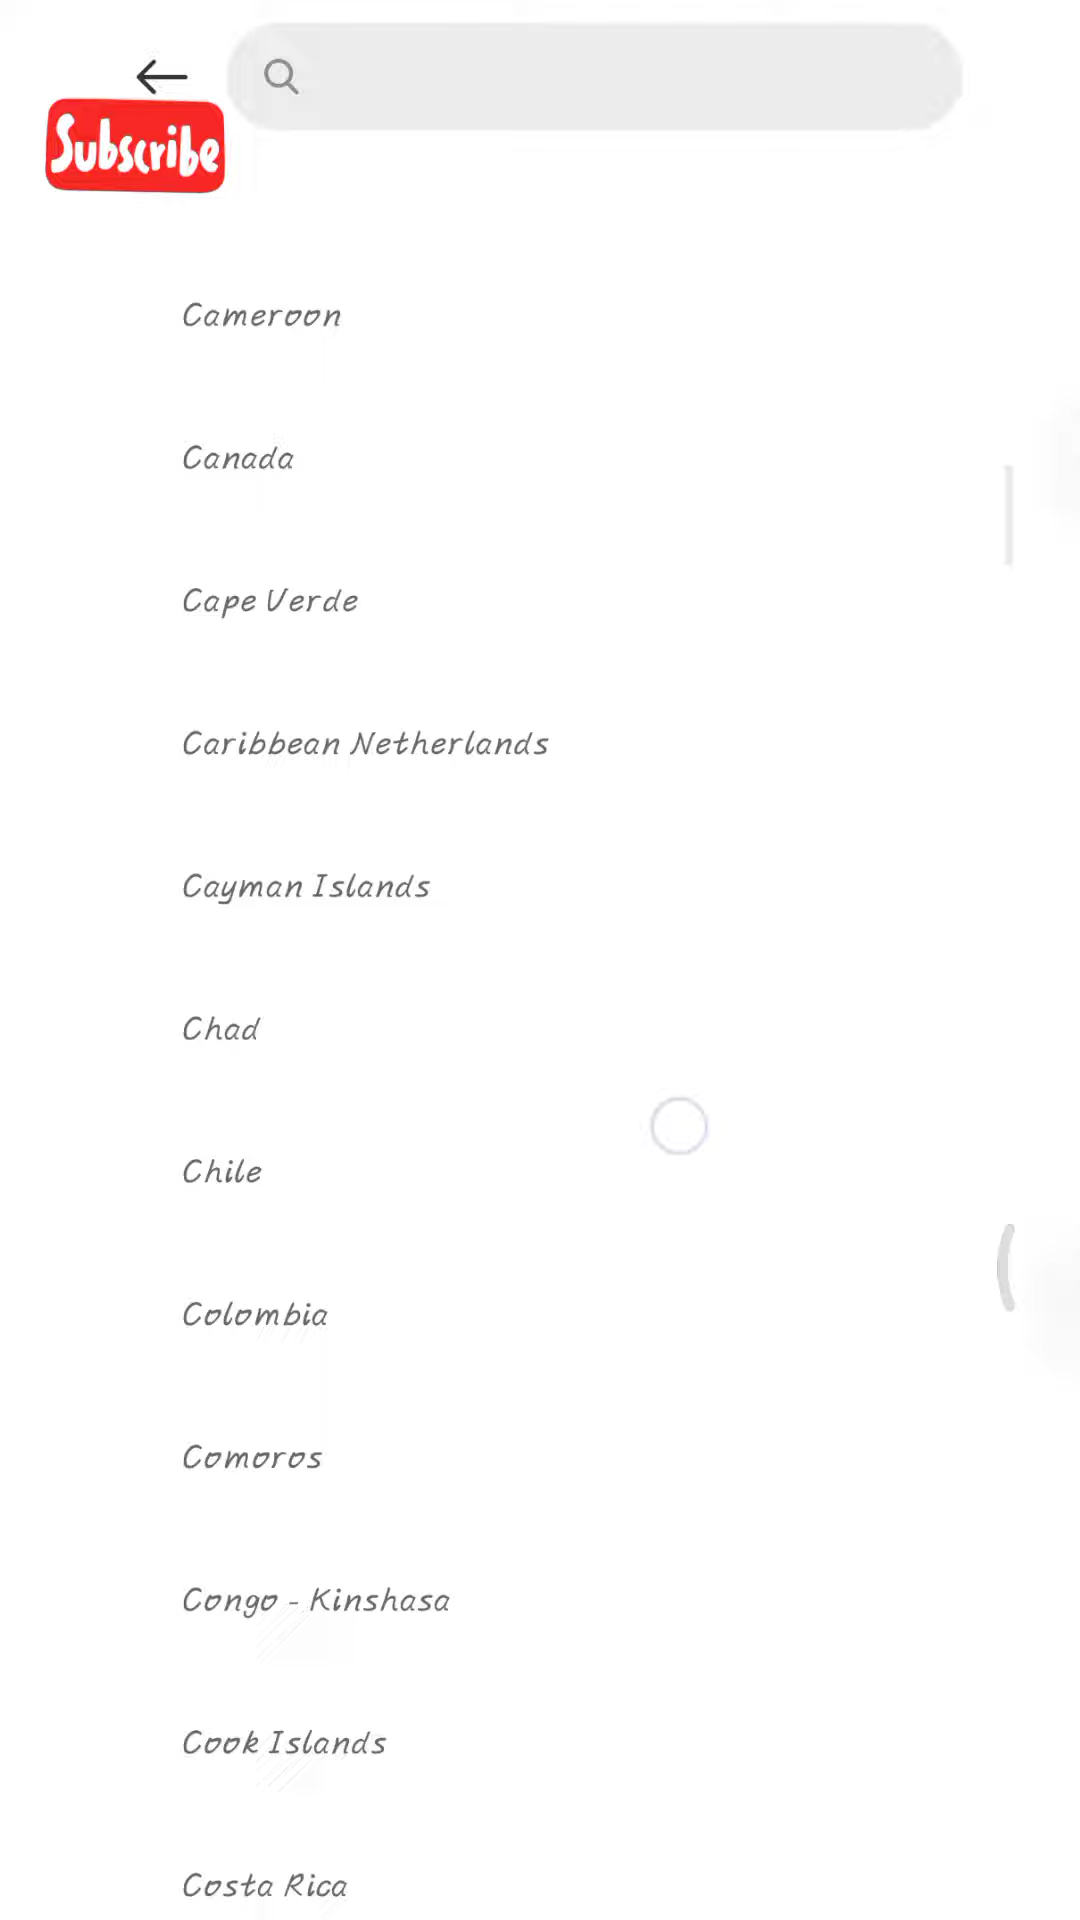 Subscribe
Cameroon
Canada
Cape Verde
Caribbean Netherlands
Cayman Islands
Chad
Chile
Colombia
Comoros
Congo - Kinshasa
Cook Islands
Costa Rica